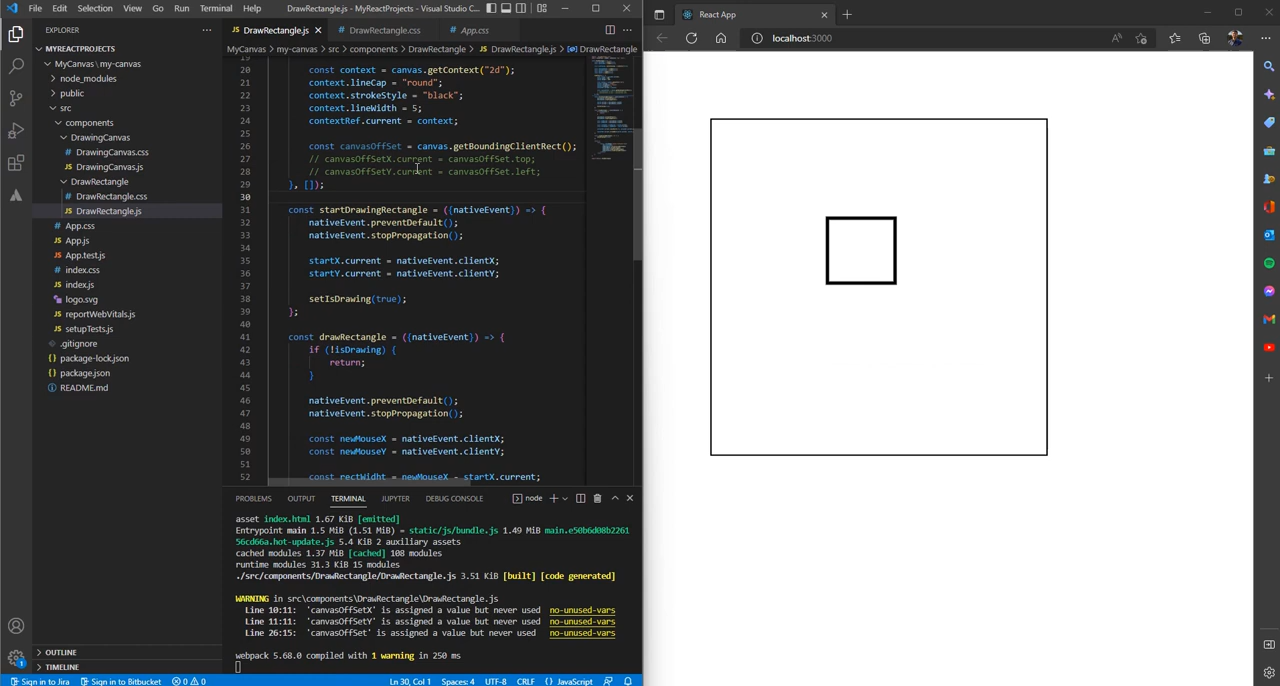 File Edit Selection View Go Run Terminal Help DrawRectangle.js - MyReactProjects - Visual Studio C...
React App
EXPLORER
DrawRectangle.js
DrawRectangle.css
App.css
localhost:3000
MYREACTPROJECTS
MyCanvas > my-canvas > src > components > DrawRectangle > DrawRectangle.js > DrawRectangle
MyCanvas \ my-canvas
node_modules
public
src
components
DrawingCanvas
DrawingCanvas.css
DrawingCanvas.js
DrawRectangle
DrawRectangle.css
DrawRectangle.js
App.css
App.js
App.test.js
index.css
index.js
logo.svg
reportWebVitals.js
setupTests.js
.gitignore
package-lock.json
package.json
README.md
OUTLINE
TIMELINE
19
20 const context = canvas.getContext("2d");
21 context.lineCap = "round";
22 context.strokeStyle = "black";
23 context.lineWidth = 5;
24 contextRef.current = context;
25
26 const canvasOffSet = canvas.getBoundingClientRect();
27 // canvasOffSetX.current = canvasOffSet.top;
28 // canvasOffSetY.current = canvasOffSet.left;
29 }, []);
30
31 const startDrawingRectangle = ({nativeEvent}) => {
32 nativeEvent.preventDefault();
33 nativeEvent.stopPropagation();
34
35 startX.current = nativeEvent.clientX;
36 startY.current = nativeEvent.clientY;
37
38 setIsDrawing(true);
39 };
40
41 const drawRectangle = ({nativeEvent}) => {
42 if (!isDrawing) {
43 return;
44 }
45
46 nativeEvent.preventDefault();
47 nativeEvent.stopPropagation();
48
49 const newMouseX = nativeEvent.clientX;
50 const newMouseY = nativeEvent.clientY;
51
52 const rectWidht = newMouseX - startX.current;
PROBLEMS OUTPUT TERMINAL JUPYTER DEBUG CONSOLE node
asset index.html 1.67 KiB [emitted]
Entrypoint main 1.5 MiB (1.51 MiB) = static/js/bundle.js 1.49 MiB main.e50b6d08b2261
56cd66a.hot-update.js 5.4 KiB 2 auxiliary assets
cached modules 1.37 MiB [cached] 108 modules
runtime modules 31.3 KiB 15 modules
./src/components/DrawRectangle/DrawRectangle.js 3.51 KiB [built] [code generated]
WARNING in src\components\DrawRectangle\DrawRectangle.js
Line 10:11: 'canvasOffSetX' is assigned a value but never used no-unused-vars
Line 11:11: 'canvasOffSetY' is assigned a value but never used no-unused-vars
Line 26:15: 'canvasOffSet' is assigned a value but never used no-unused-vars
webpack 5.68.0 compiled with 1 warning in 250 ms
Sign in to Jira Sign in to Bitbucket 0 0 Ln 30, Col 1 Spaces: 4 UTF-8 CRLF {} JavaScript